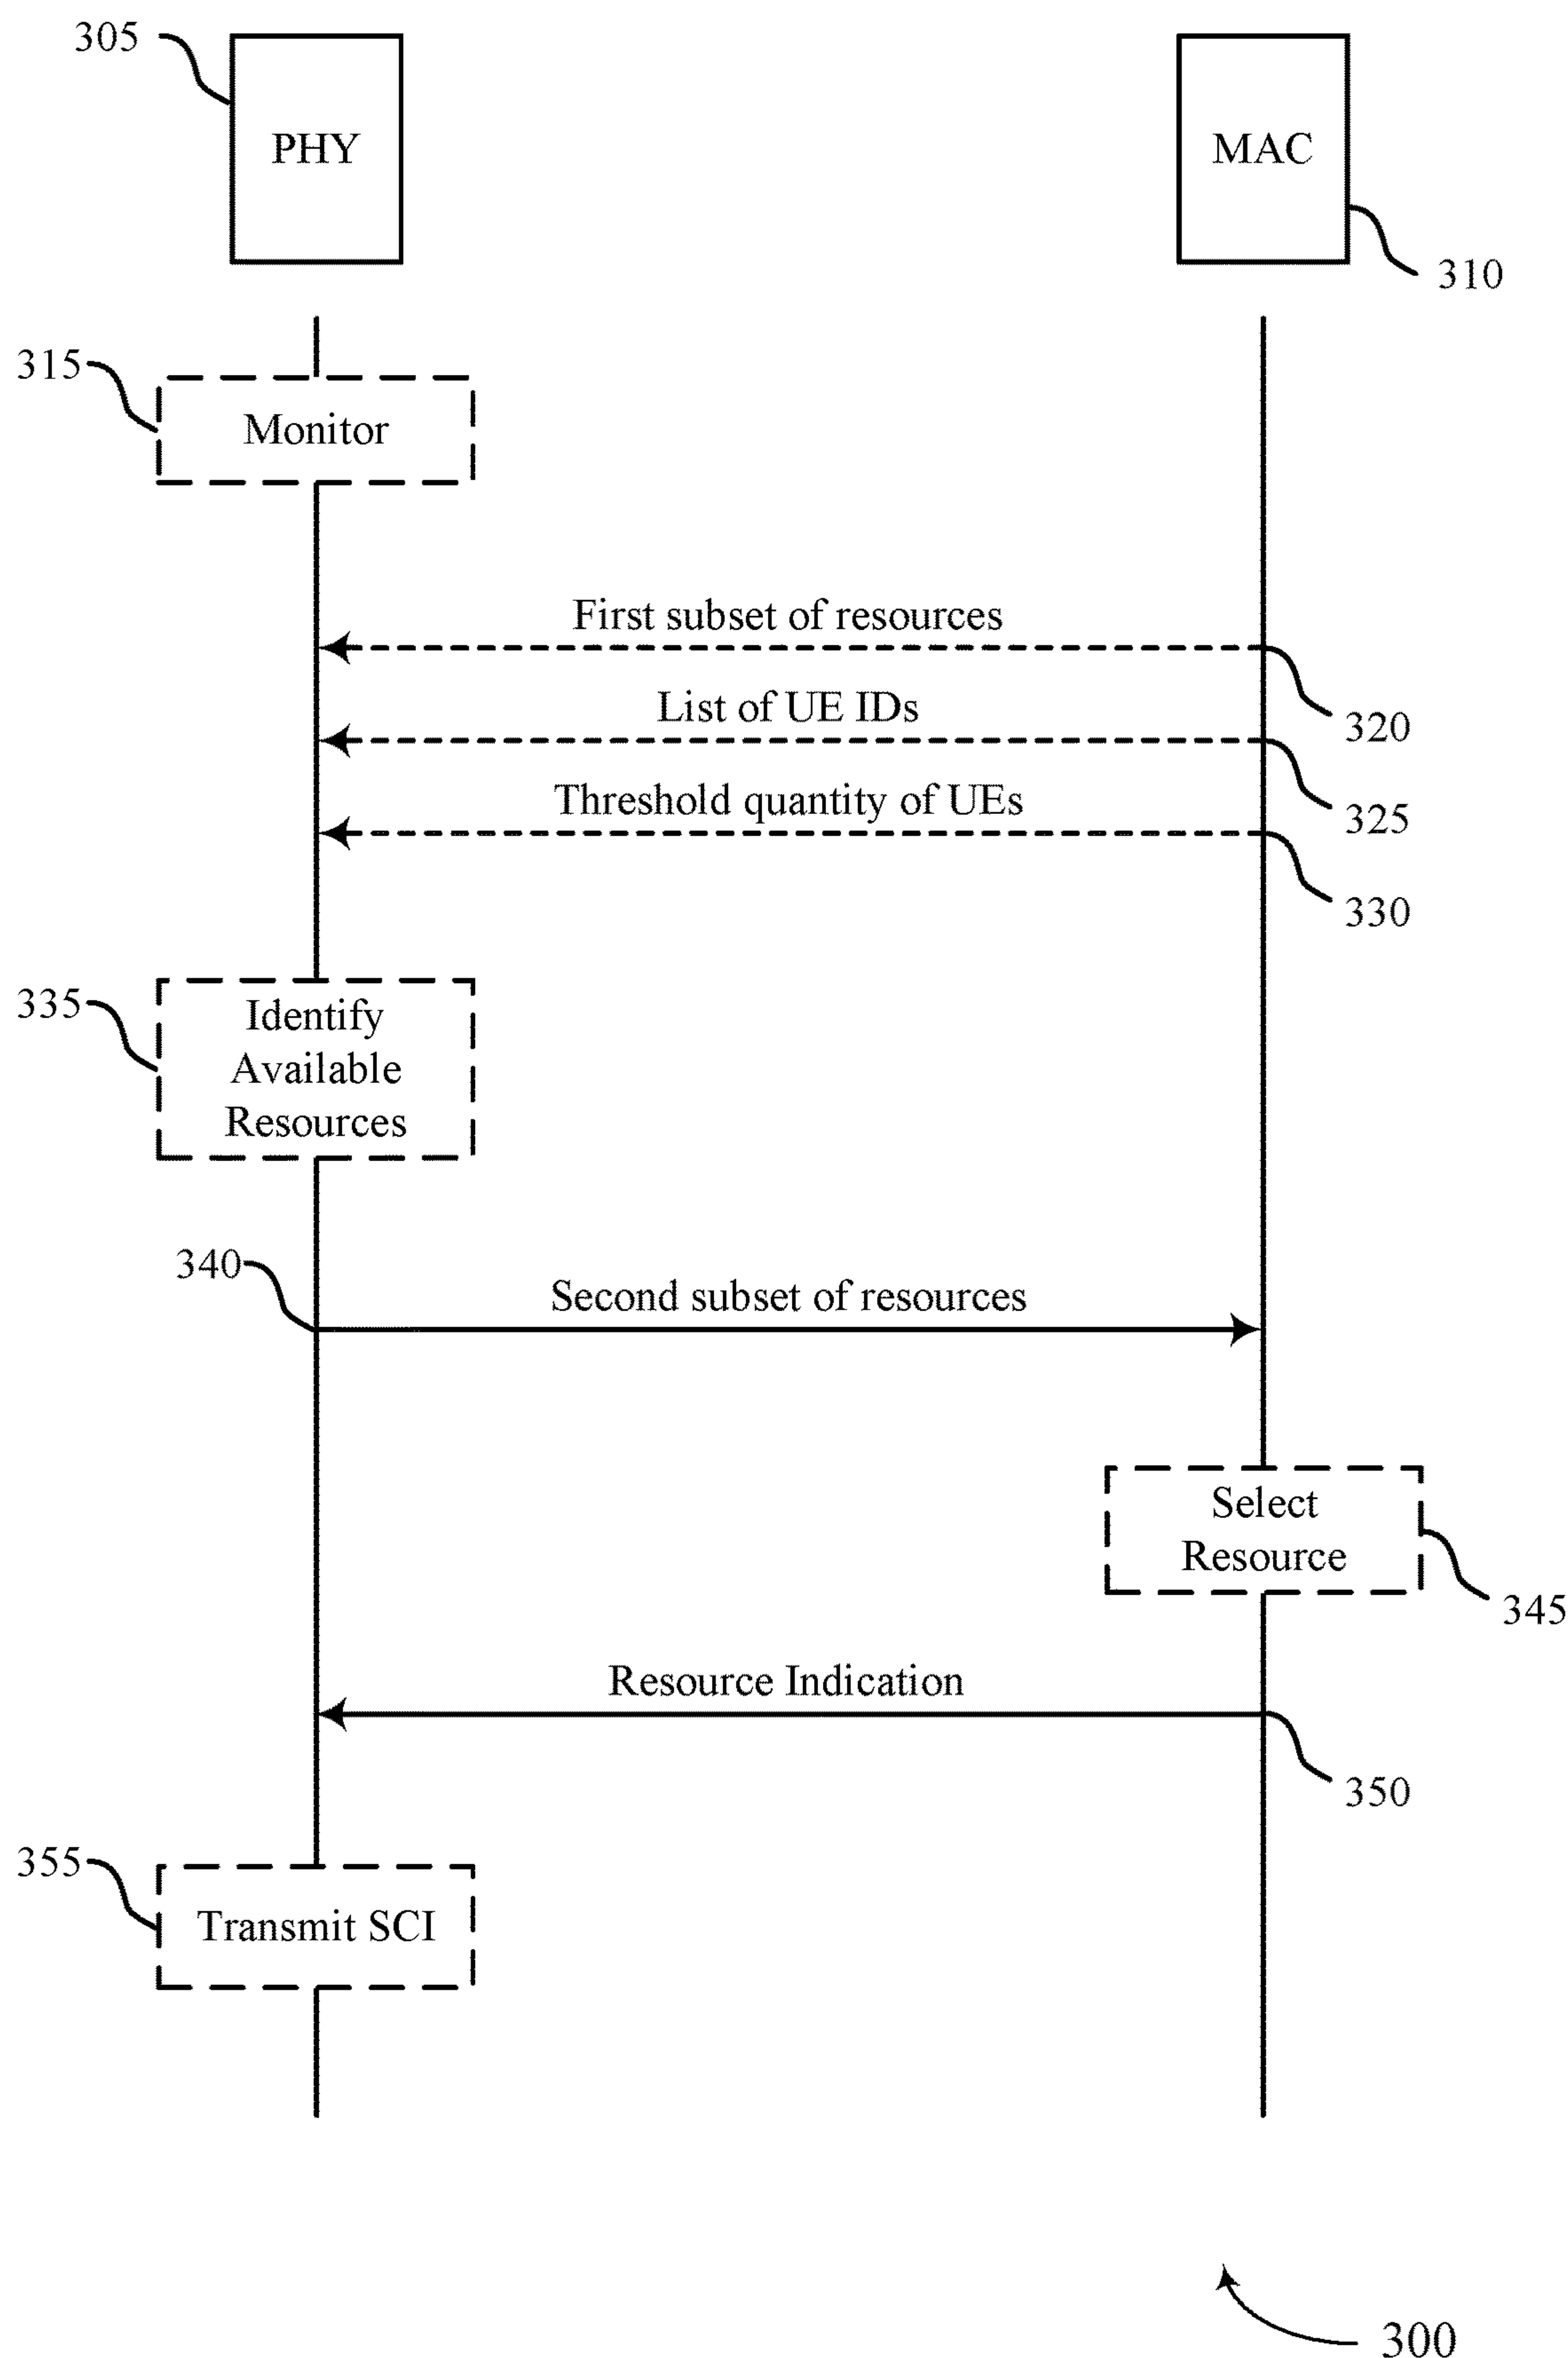 305
PHY
MAC
310
315
Monitor
First subset of resources
320
List of UE IDs
325
Threshold quantity of UEs
330
335
Identify
Available
Resources
340
Second subset of resources
Select
Resource
345
Resource Indication
350
355
Transmit SCI
300